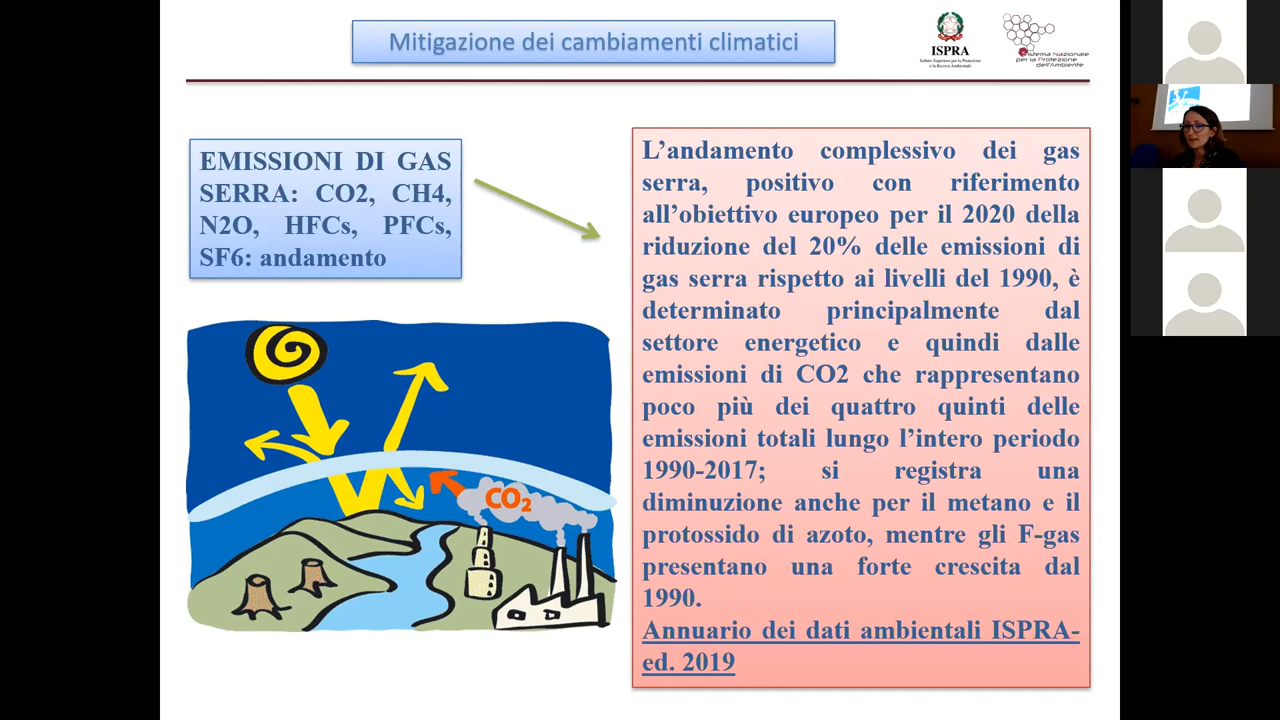 Mitigazione dei cambiamenti climatici
ISPRA
Istituto Superiore per la Protezione
e la Ricerca Ambientale
Sistema Nazionale
per la Protezione
dell'Ambiente
EMISSIONI DI GAS
SERRA: CO2, CH4,
N2O, HFCs, PFCs,
SF6: andamento
L'andamento complessivo dei gas
serra, positivo con riferimento
all'obiettivo europeo per il 2020 della
riduzione del 20% delle emissioni di
gas serra rispetto ai livelli del 1990, è
determinato principalmente dal
settore energetico e quindi dalle
emissioni di CO2 che rappresentano
poco più dei quattro quinti delle
emissioni totali lungo l'intero periodo
1990-2017; si registra una
diminuzione anche per il metano e il
protossido di azoto, mentre gli F-gas
presentano una forte crescita dal
1990.
Annuario dei dati ambientali ISPRA-
ed. 2019
CO2